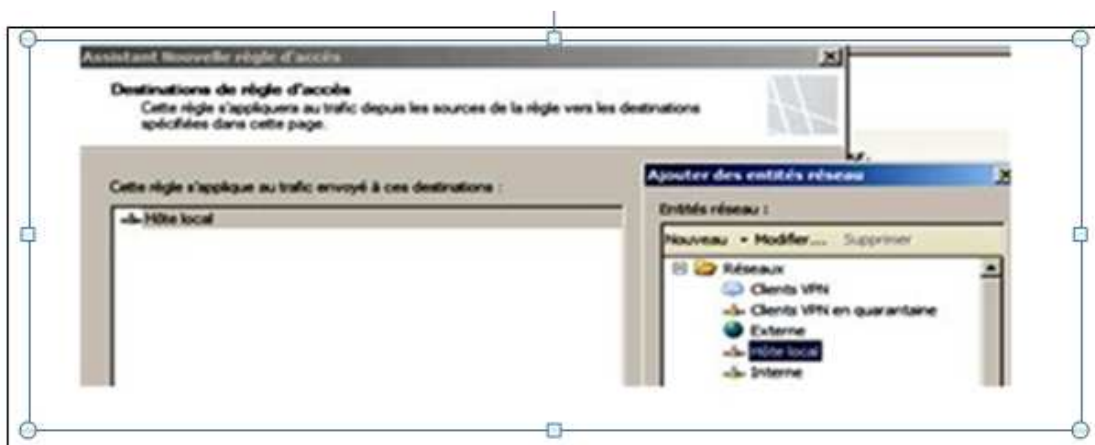 Assistant Nouvelle règle d'accès
Destinations de règle d'accès
Cette règle s'appliquera au trafic depuis les sources de la règle vers les destinations
spécifiées dans cette page.
Cette règle s'applique au trafic envoyé à ces destinations :
Hôte local
Ajouter des entités réseau
Entités réseau :
Nouveau Modifier... Supprimer
Réseaux
Clients VPN
Clients VPN en quarantaine
Externe
Hôte local
Interne